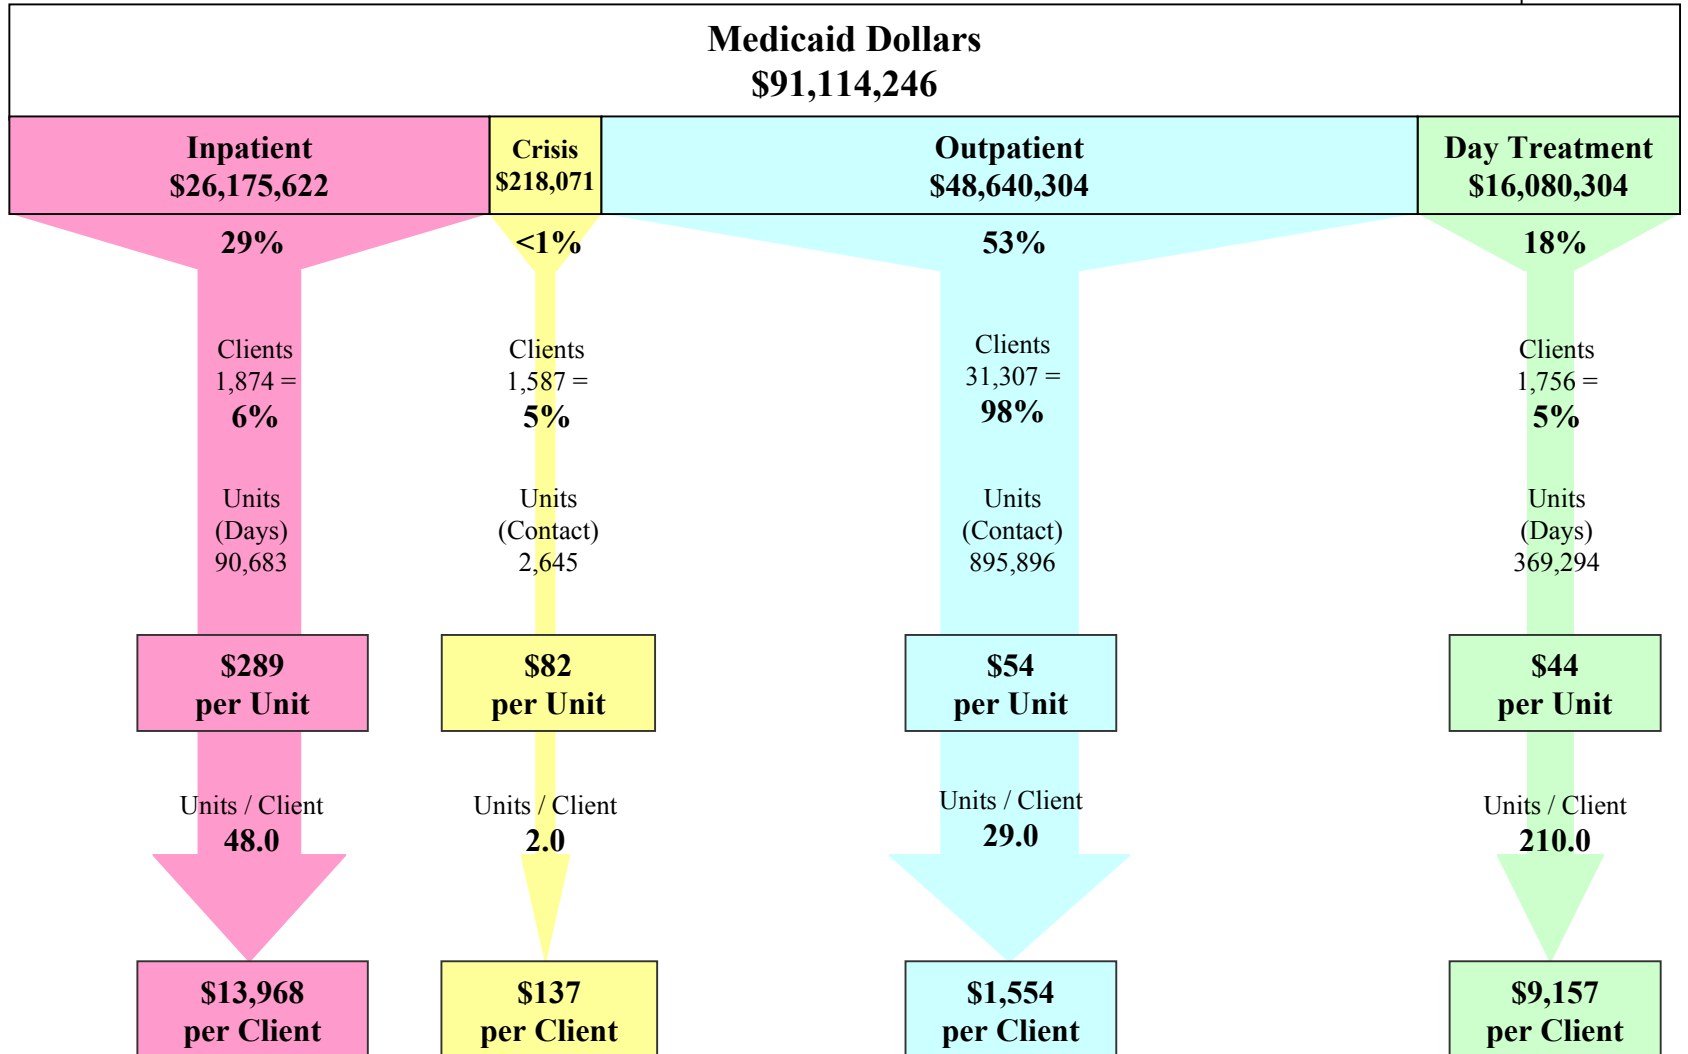 Medicaid Dollars
$91,114,246
Inpatient
$26,175,622
Crisis
$218,071
Outpatient
$48,640,304
Day Treatment
$16,080,304
29%
<1%
53%
18%
Clients
1,874 =
6%
Clients
1,587 =
5%
Clients
31,307 =
98%
Clients
1,756 =
5%
Units
(Days)
90,683
Units
(Contact)
2,645
Units
(Contact)
895,896
Units
(Days)
369,294
$289
per Unit
$82
per Unit
$54
per Unit
$44
per Unit
Units / Client
48.0
Units / Client
2.0
Units / Client
29.0
Units / Client
210.0
$13,968
per Client
$137
per Client
$1,554
per Client
$9,157
per Client